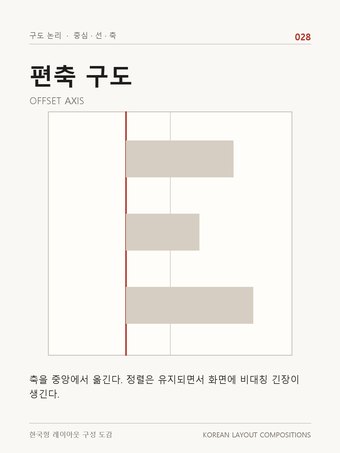 구도 논리 · 중심 · 선 · 축
028
편축 구도
OFFSET AXIS
축을 중앙에서 옮긴다. 정렬은 유지되면서 화면에 비대칭 긴장이
생긴다.
한국형 레이아웃 구성 도감
KOREAN LAYOUT COMPOSITIONS